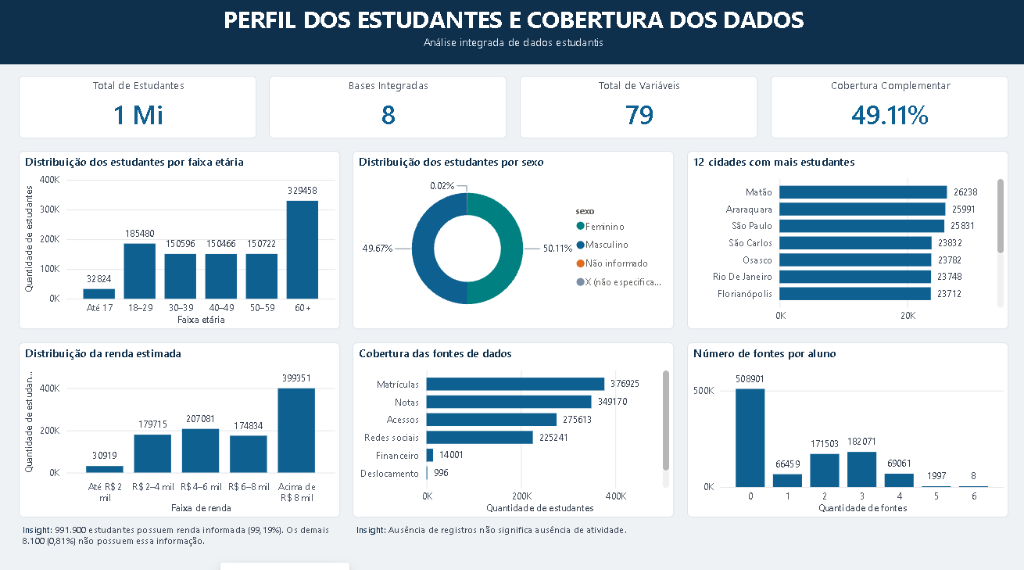 PERFIL DOS ESTUDANTES E COBERTURA DOS DADOS
Análise integrada de dados estudantis
Total de Estudantes
1 Mi
Bases Integradas
8
Total de Variáveis
79
Cobertura Complementar
49.11%
Distribuição dos estudantes por faixa etária
Quantidade de estudantes
400K
300K
200K
100K
0K
32824
185480
150596
150466
150722
329458
Até 17
18–29
30–39
40–49
50–59
60+
Faixa etária
Distribuição dos estudantes por sexo
0.02%
49.67%
50.11%
sexo
Feminino
Masculino
Não informado
X (não especifica...
12 cidades com mais estudantes
Matão 26238
Araraquara 25991
São Paulo 25831
São Carlos 23832
Osasco 23782
Rio De Janeiro 23748
Florianópolis 23712
0K 20K
Distribuição da renda estimada
Quantidade de estudan...
400K
200K
0K
30919
179715
207081
174834
399351
Até R$ 2
mil
R$ 2–4 mil
R$ 4–6 mil
R$ 6–8 mil
Acima de
R$ 8 mil
Faixa de renda
Cobertura das fontes de dados
Matrículas 376925
Notas 349170
Acessos 275613
Redes sociais 225241
Financeiro 14001
Deslocamento 996
0K 200K 400K
Quantidade de estudantes
Número de fontes por aluno
500K
0K
508901
66459
171503
182071
69061
1997
8
0 1 2 3 4 5 6
Quantidade de fontes
Insight: 991.900 estudantes possuem renda informada (99,19%). Os demais
8.100 (0,81%) não possuem essa informação.
Insight: Ausência de registros não significa ausência de atividade.